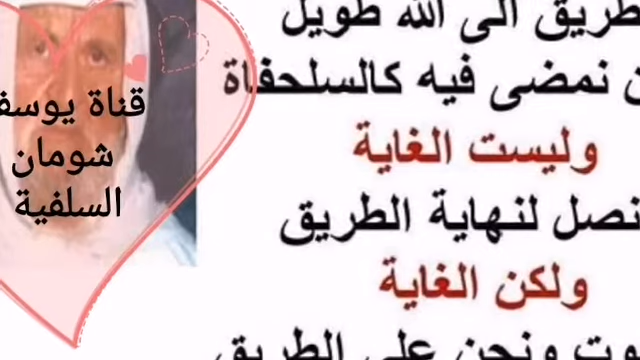 طريق الى الله طويل
نمضى فيه كالسلحفاة
وليست الغاية
نصل لنهاية الطريق
ولكن الغاية
ونحن على الطريق
قناة يوسف
شومان
السلفية